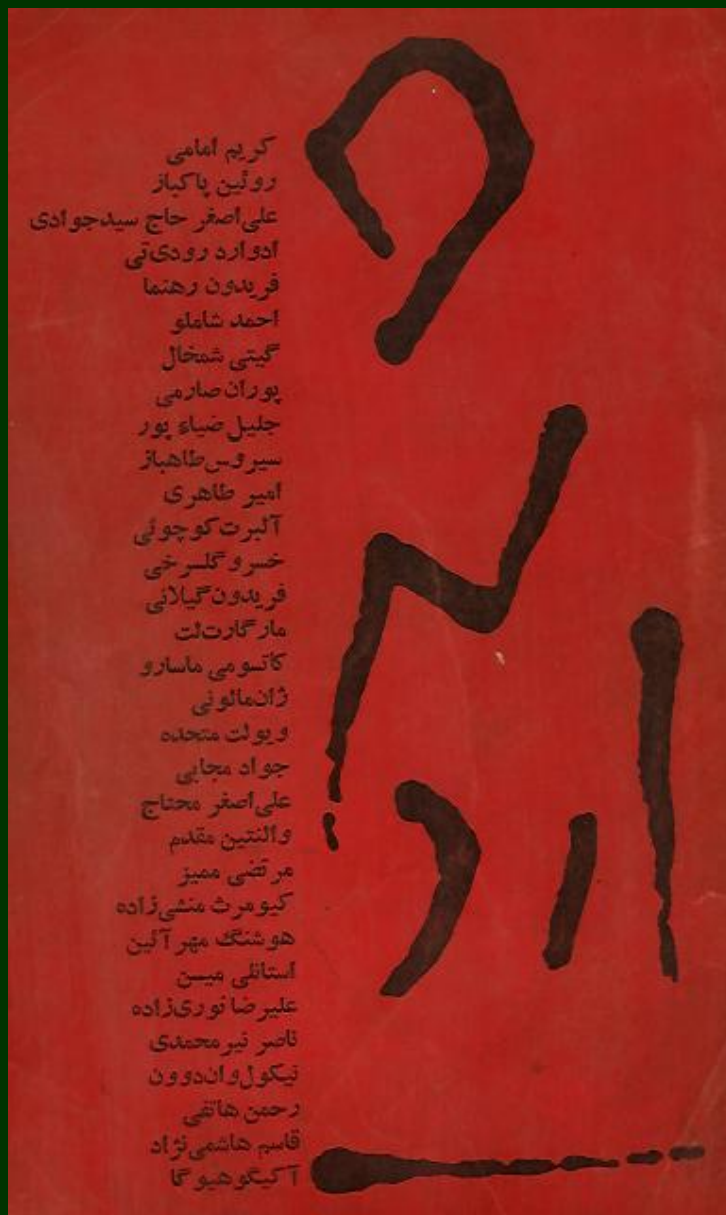 کریم امامی
روئین پاکباز
علی‌اصغر حاج سیدجوادی
ادوارد رودی‌تی
فریدون رهنما
احمد شاملو
گیتی شمخال
پوران صارمی
جلیل ضیاء پور
سیروس طاهباز
امیر طاهری
آلبرت کوچوئی
خسرو گلسرخی
فریدون گیلانی
مارگارت‌لت
کاتسومی ماسارو
ژان‌مالونی
ویولت متحده
جواد مجابی
علی‌اصغر محتاج
والنتین مقدم
مرتضی ممیز
کیومرث منشی‌زاده
هوشنگ مهرآئین
استانلی میسن
علیرضا نوری‌زاده
ناصر نیرمحمدی
نیکول‌وان‌دوون
رحمن هاتفی
قاسم هاشمی‌نژاد
آکیگو هیوگا